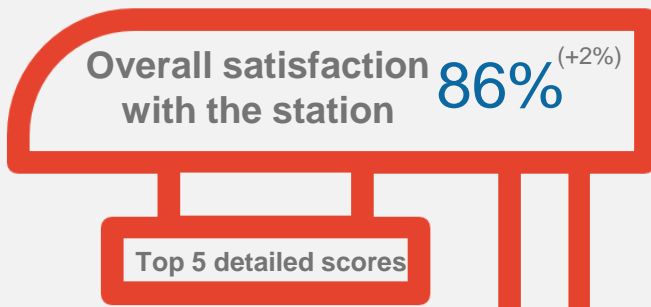 Overall satisfaction 86% (+2%)
with the station
Top 5 detailed scores